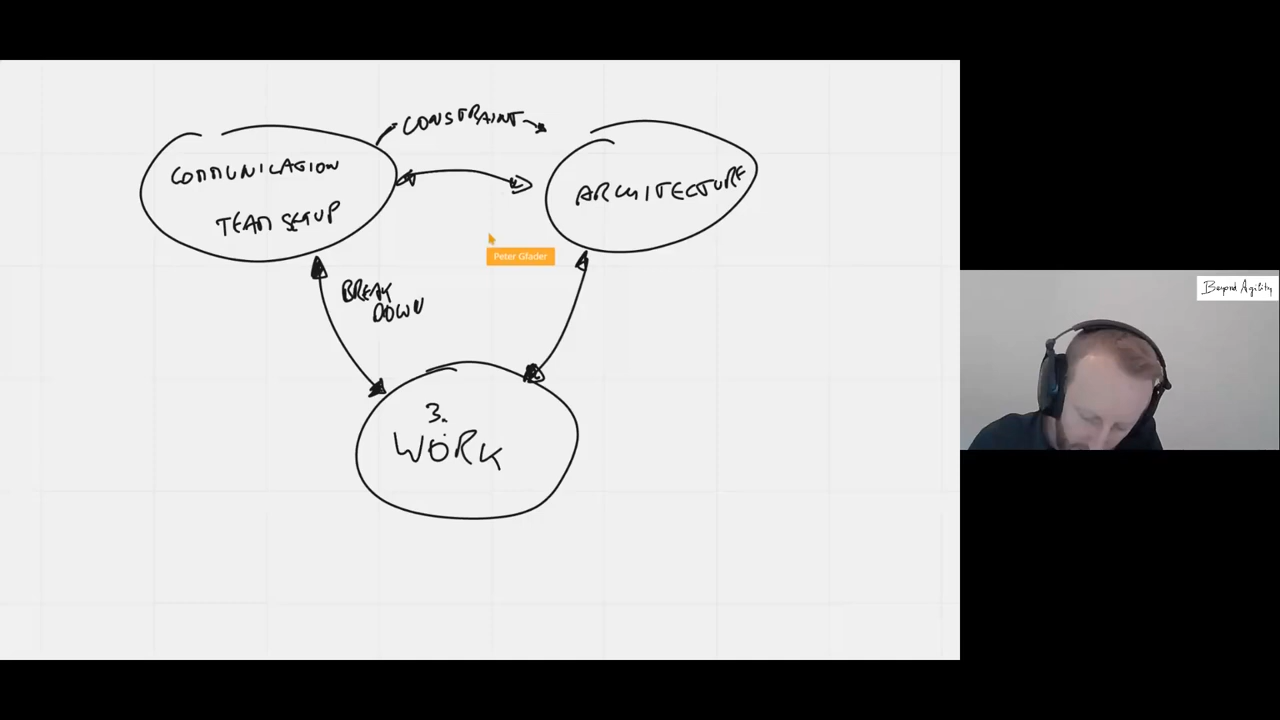 CONSTRAINT
COMMUNICATION
TEAM SETUP
ARCHITECTURE
Peter Gfader
BREAK
DOWN
3.
WORK
Beyond Agility